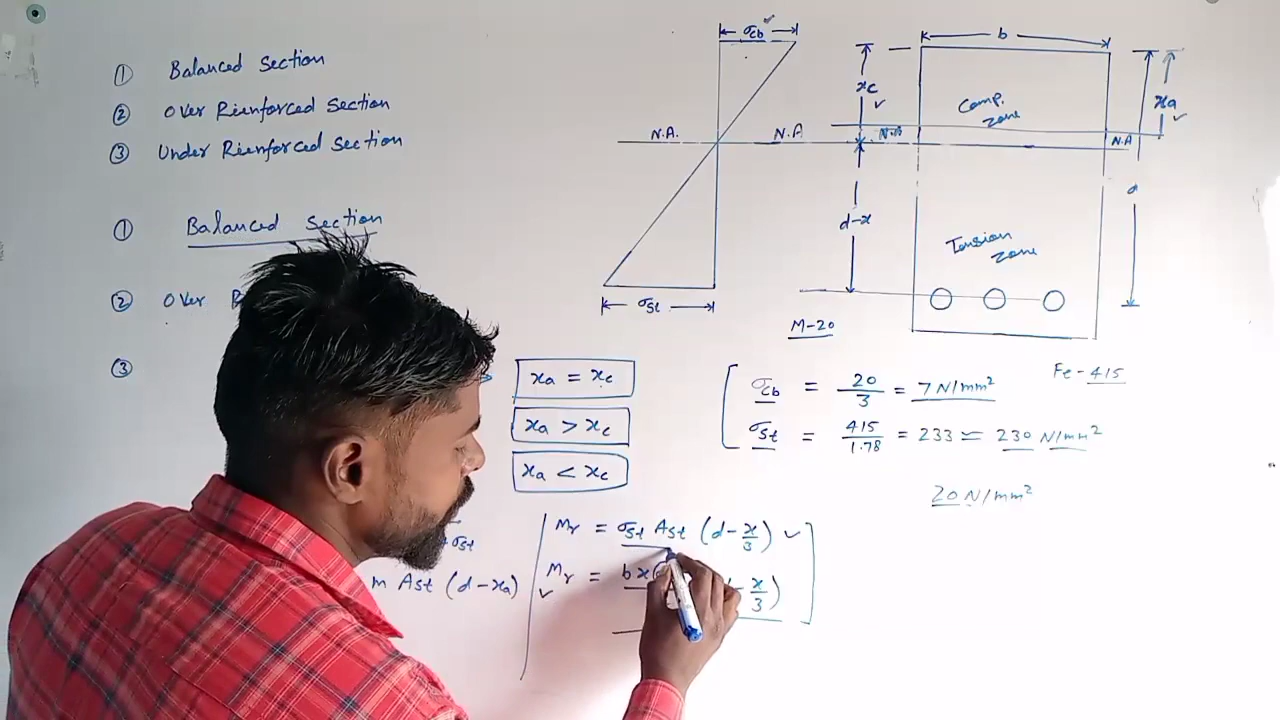 ① Balanced Section
② Over Rienforced Section
③ Under Rienforced Section
① Balanced Section
② Over R
③
σcb
N.A. N.A
σst
xc
d-x
N.A
b
Comp. zone
N.A
Tension zone
xa
d
M-20
xa = xc
xa > xc
xa < xc
σcb = 20/3 = 7 N/mm²
Fe-415
σst = 415/1.78 = 233 ≈ 230 N/mm²
20 N/mm²
σst
m Ast (d-xa)
Mr = σst Ast (d-x/3)
Mr = bx x/3)